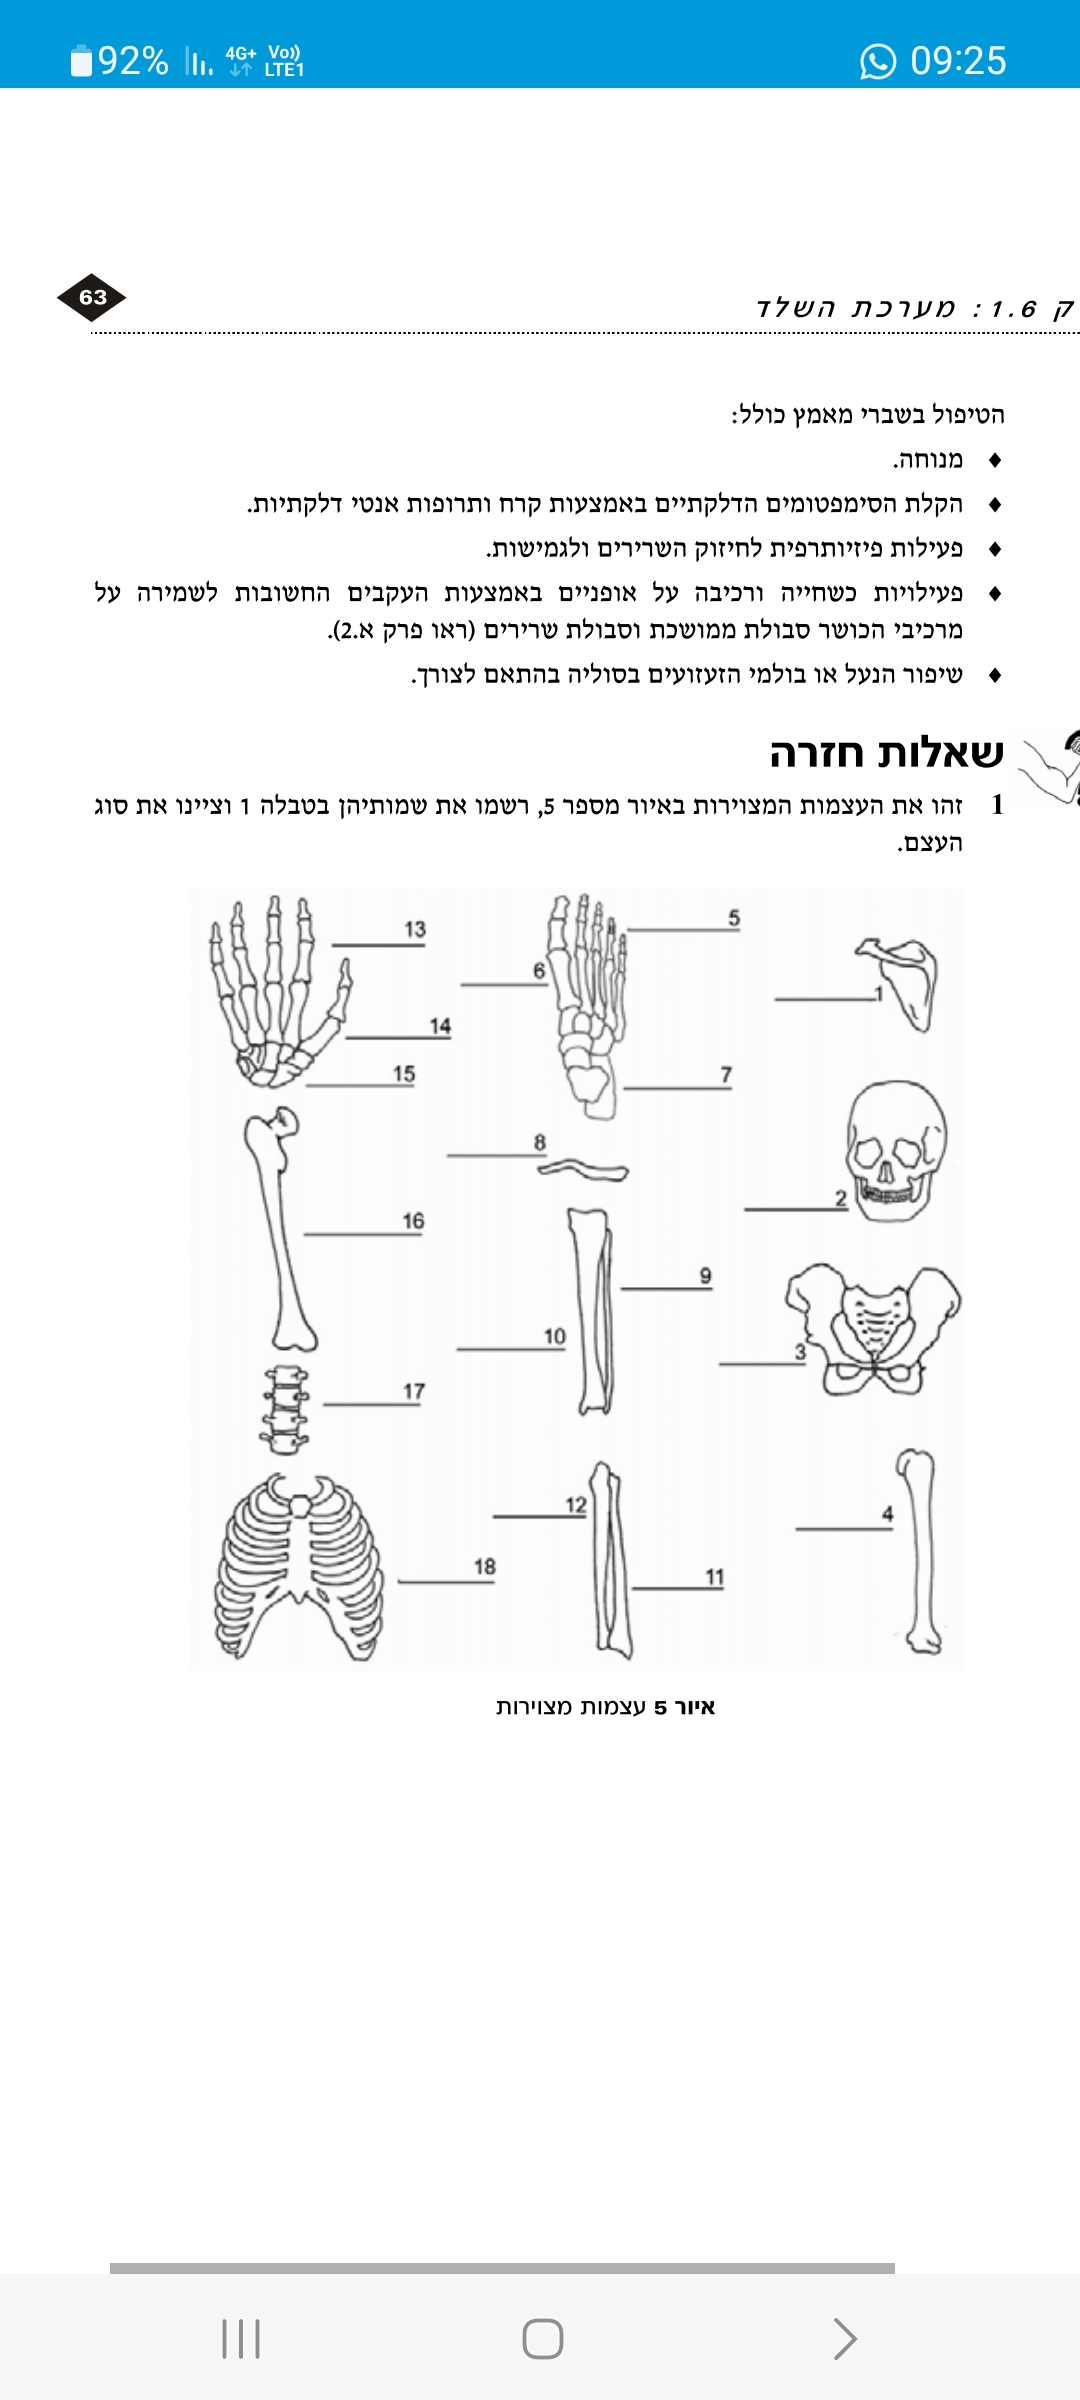 92% 4G+ Vo)) LTE1 09:25
63
ק 1.6: מערכת השלד
הטיפול בשברי מאמץ כולל:
♦ מנוחה.
♦ הקלת הסימפטומים הדלקתיים באמצעות קרח ותרופות אנטי דלקתיות.
♦ פעילות פיזיותרפית לחיזוק השרירים ולגמישות.
♦ פעילויות כשחייה ורכיבה על אופניים באמצעות העקבים החשובות לשמירה על
מרכיבי הכושר סבולת ממושכת וסבולת שרירים (ראו פרק א.2).
♦ שיפור הנעל או בולמי הזעזועים בסוליה בהתאם לצורך.
שאלות חזרה
1 זהו את העצמות המצוירות באיור מספר 5, רשמו את שמותיהן בטבלה 1 וציינו את סוג
העצם.
1
2
3
4
5
6
7
8
9
10
11
12
13
14
15
16
17
18
איור 5 עצמות מצוירות